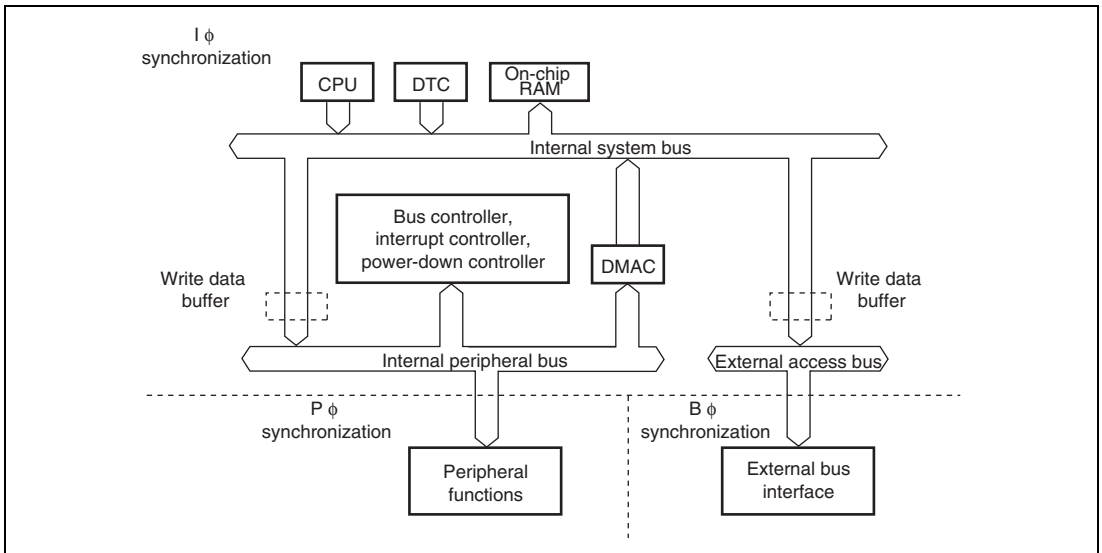 I ϕ
synchronization
CPU
DTC
On-chip
RAM
Internal system bus
Bus controller,
interrupt controller,
power-down controller
DMAC
Write data
buffer
Write data
buffer
Internal peripheral bus
External access bus
P ϕ
synchronization
B ϕ
synchronization
Peripheral
functions
External bus
interface